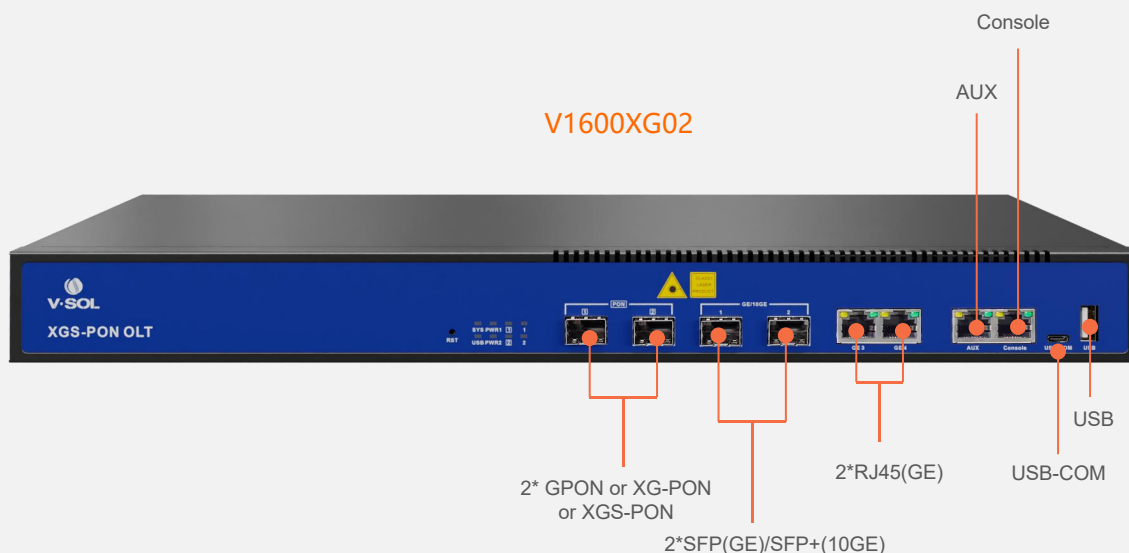 Console
AUX
V1600XG02
V·SOL
XGS-PON OLT
RST
SYS PWR1 1 1
USB PWR2 2 2
PON
1 2
GE/10GE
1 2
GE3
AUX Console
USB
2* GPON or XG-PON
or XGS-PON
2*SFP(GE)/SFP+(10GE)
2*RJ45(GE)
USB-COM
USB